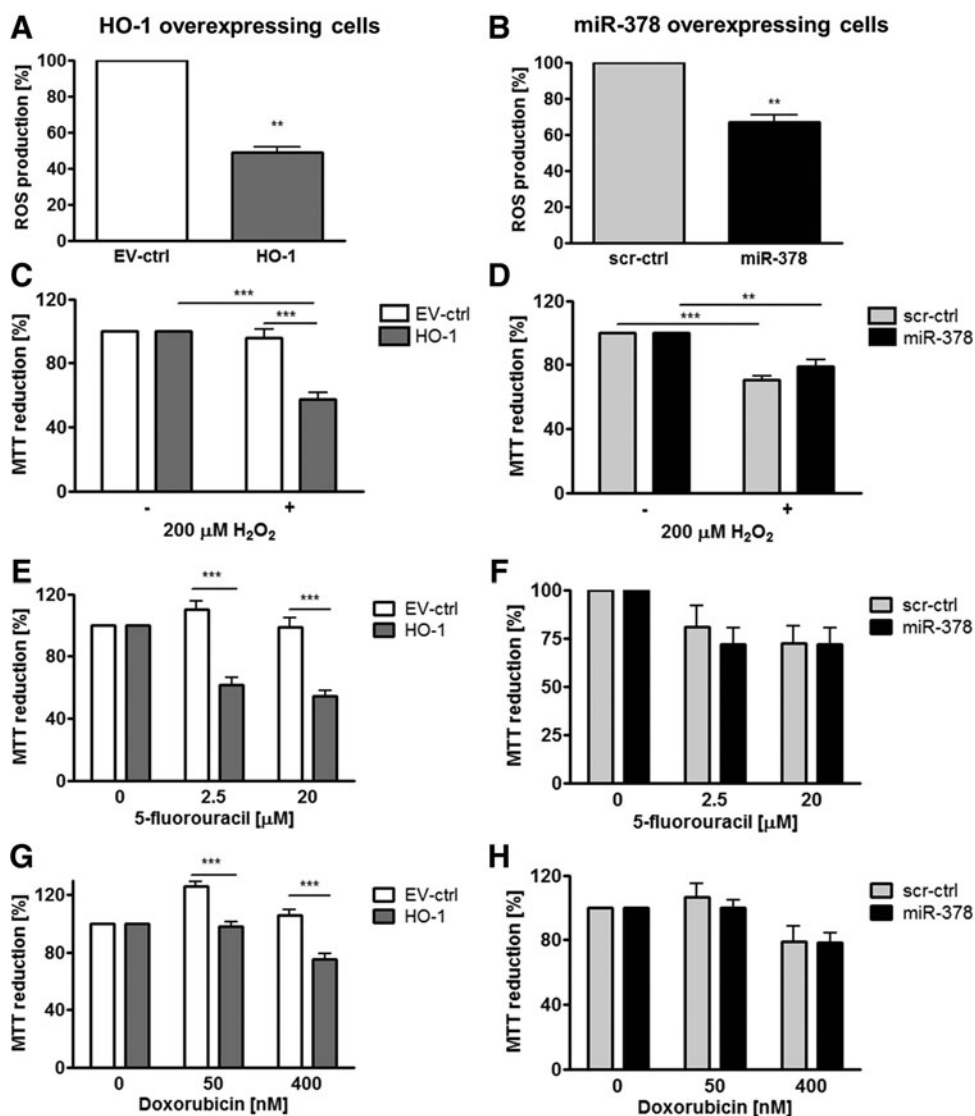 A HO-1 overexpressing cells
ROS production [%]
100
80
60
40
20
0
**
EV-ctrl HO-1
B miR-378 overexpressing cells
ROS production [%]
100
80
60
40
20
0
**
scr-ctrl miR-378
C
MTT reduction [%]
120
80
40
0
***
***
EV-ctrl
HO-1
- +
200 μM H₂O₂
D
MTT reduction [%]
120
80
40
0
**
***
scr-ctrl
miR-378
- +
200 μM H₂O₂
E
MTT reduction [%]
120
80
40
0
***
***
EV-ctrl
HO-1
0 2.5 20
5-fluorouracil [μM]
F
MTT reduction [%]
100
75
50
25
0
scr-ctrl
miR-378
0 2.5 20
5-fluorouracil [μM]
G
MTT reduction [%]
120
80
40
0
***
***
EV-ctrl
HO-1
0 50 400
Doxorubicin [nM]
H
MTT reduction [%]
120
80
40
0
scr-ctrl
miR-378
0 50 400
Doxorubicin [nM]